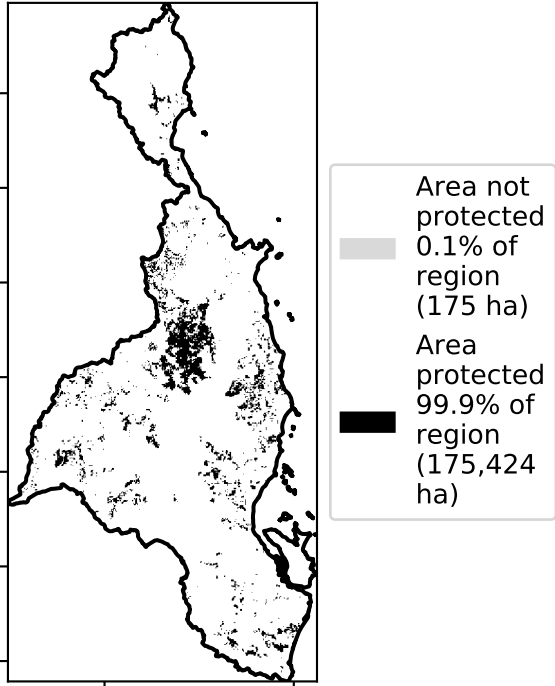 Area not
protected
0.1% of
region
(175 ha)
Area
protected
99.9% of
region
(175,424
ha)